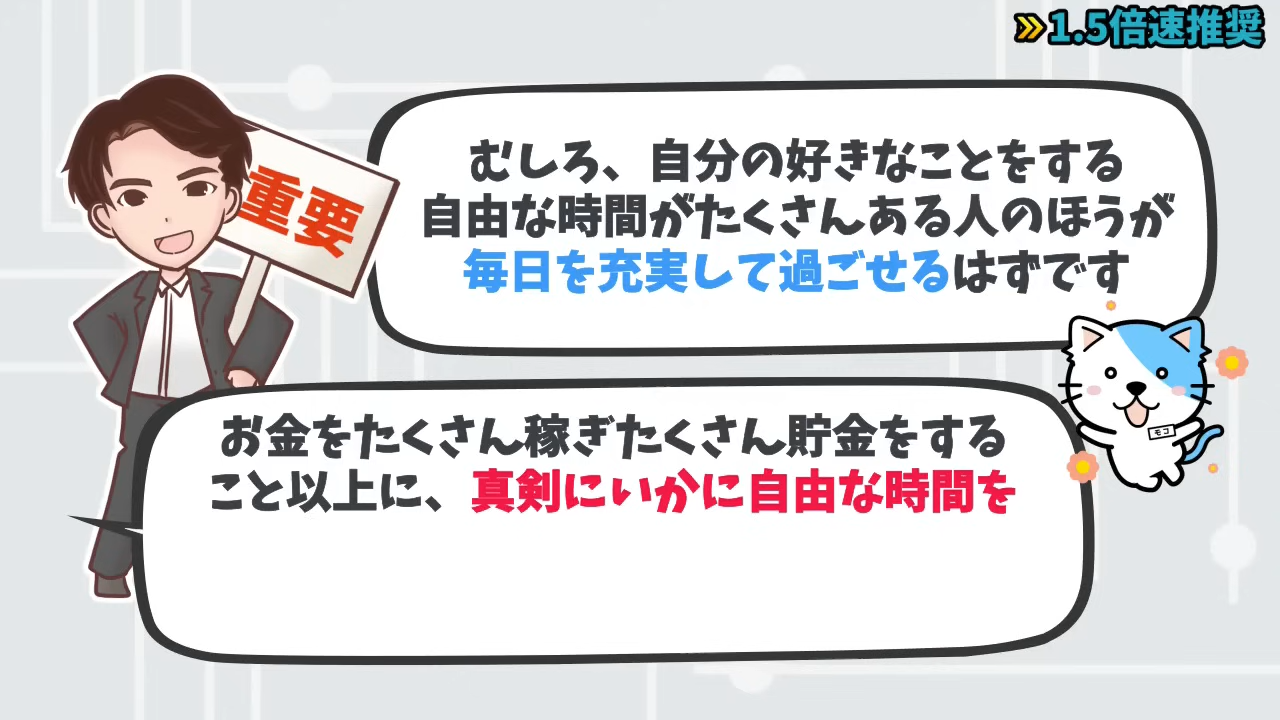 1.5倍速推奨
重要
むしろ、自分の好きなことをする
自由な時間がたくさんある人のほうが
毎日を充実して過ごせるはずです
モコ
お金をたくさん稼ぎたくさん貯金をする
こと以上に、真剣にいかに自由な時間を